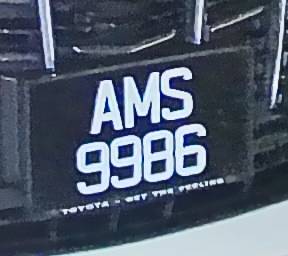 AMS
9986
TOYOTA - GET THE FEELING